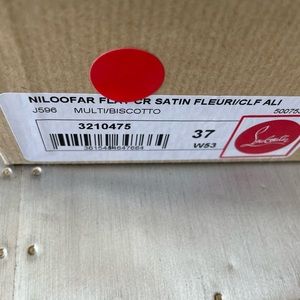 NILOOFAR FLAT CR SATIN FLEURI/CLF ALI
J596 MULTI/BISCOTTO
3210475
37
W53